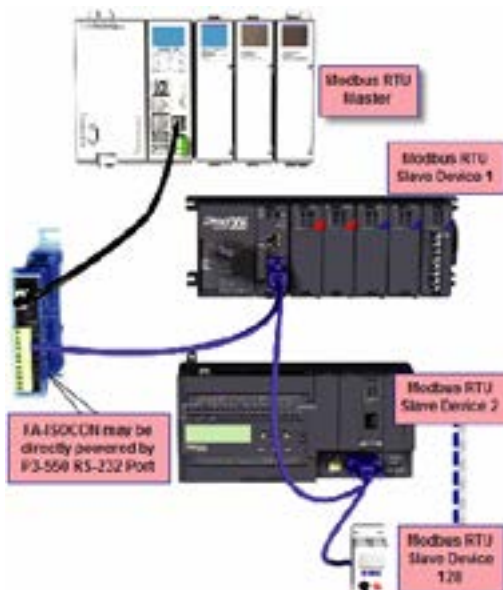 Modbus RTU
Master
Modbus RTU
Slave Device 1
FA-ISOCON may be
directly powered by
P3-550 RS-232 Port
Modbus RTU
Slave Device 2
Modbus RTU
Slave Device
128